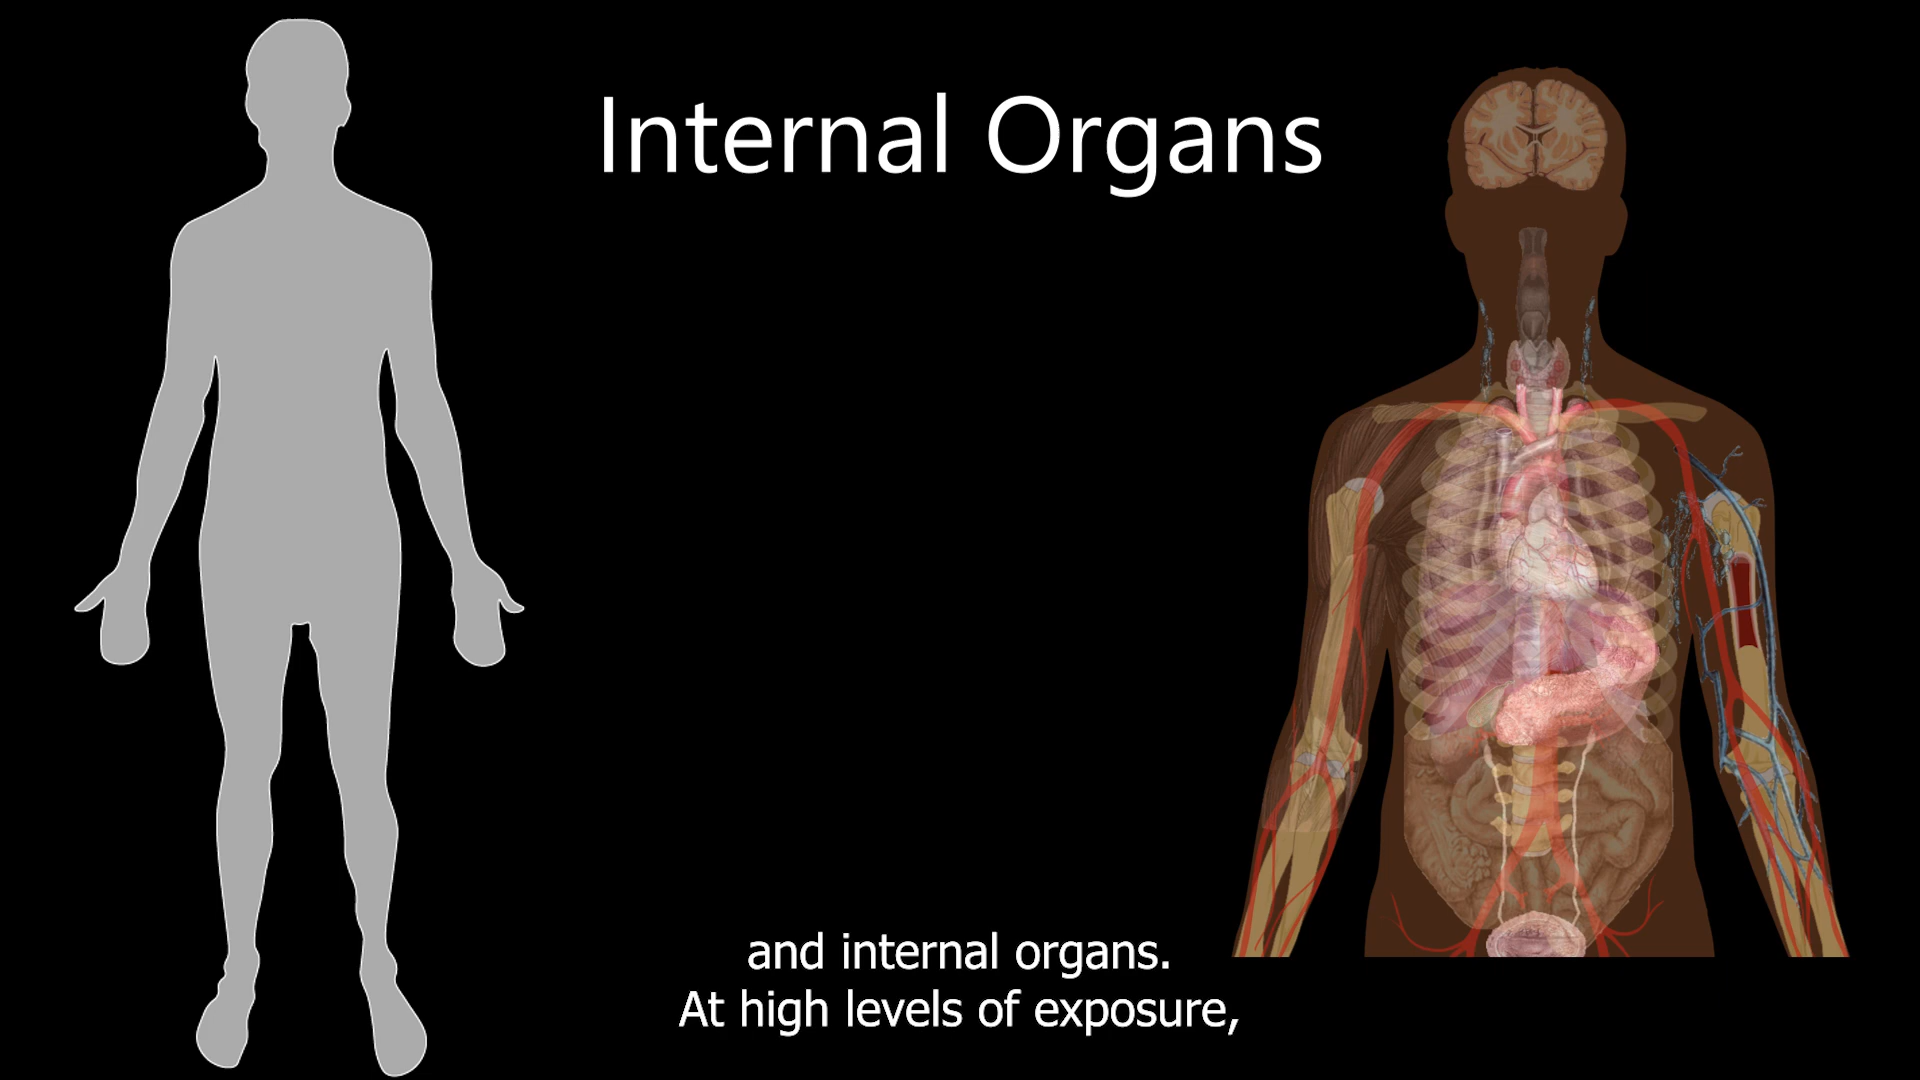 Internal Organs
and internal organs.
At high levels of exposure,